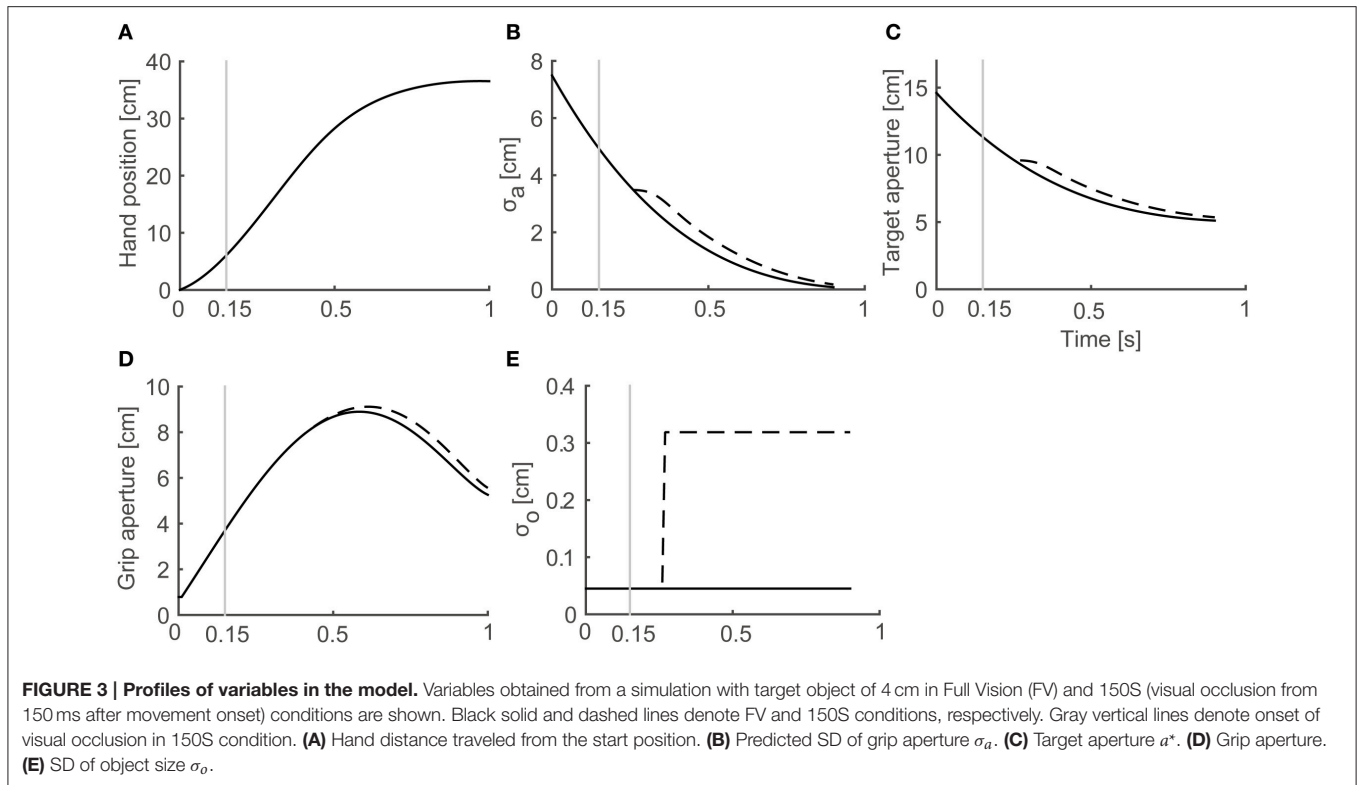 A
Hand position [cm]
40
30
20
10
0
0 0.15 0.5 1
B
σa [cm]
8
6
4
2
0
0 0.15 0.5 1
C
Target aperture [cm]
15
10
5
0
0 0.15 0.5 1
Time [s]
D
Grip aperture [cm]
10
8
6
4
2
0
0 0.15 0.5 1
E
σo [cm]
0.4
0.3
0.2
0.1
0
0 0.15 0.5 1
FIGURE 3 | Profiles of variables in the model. Variables obtained from a simulation with target object of 4 cm in Full Vision (FV) and 150S (visual occlusion from
150 ms after movement onset) conditions are shown. Black solid and dashed lines denote FV and 150S conditions, respectively. Gray vertical lines denote onset of
visual occlusion in 150S condition. (A) Hand distance traveled from the start position. (B) Predicted SD of grip aperture σa. (C) Target aperture a*. (D) Grip aperture.
(E) SD of object size σo.